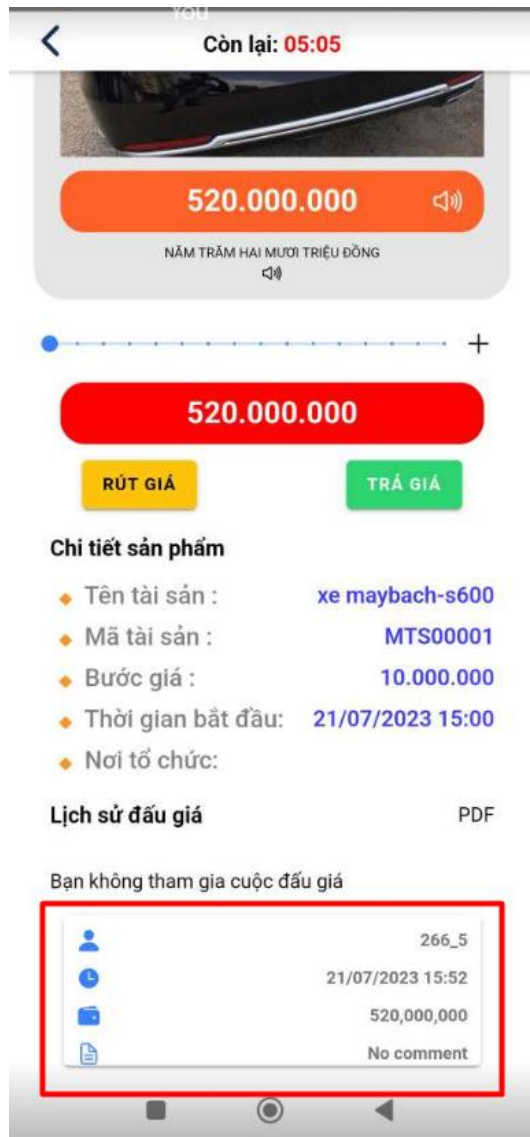 You
Còn lại: 05:05
520.000.000
NĂM TRĂM HAI MƯƠI TRIỆU ĐỒNG
520.000.000
RÚT GIÁ
TRẢ GIÁ
Chi tiết sản phẩm
Tên tài sản : xe maybach-s600
Mã tài sản : MTS00001
Bước giá : 10.000.000
Thời gian bắt đầu: 21/07/2023 15:00
Nơi tổ chức:
Lịch sử đấu giá PDF
Bạn không tham gia cuộc đấu giá
266_5
21/07/2023 15:52
520,000,000
No comment